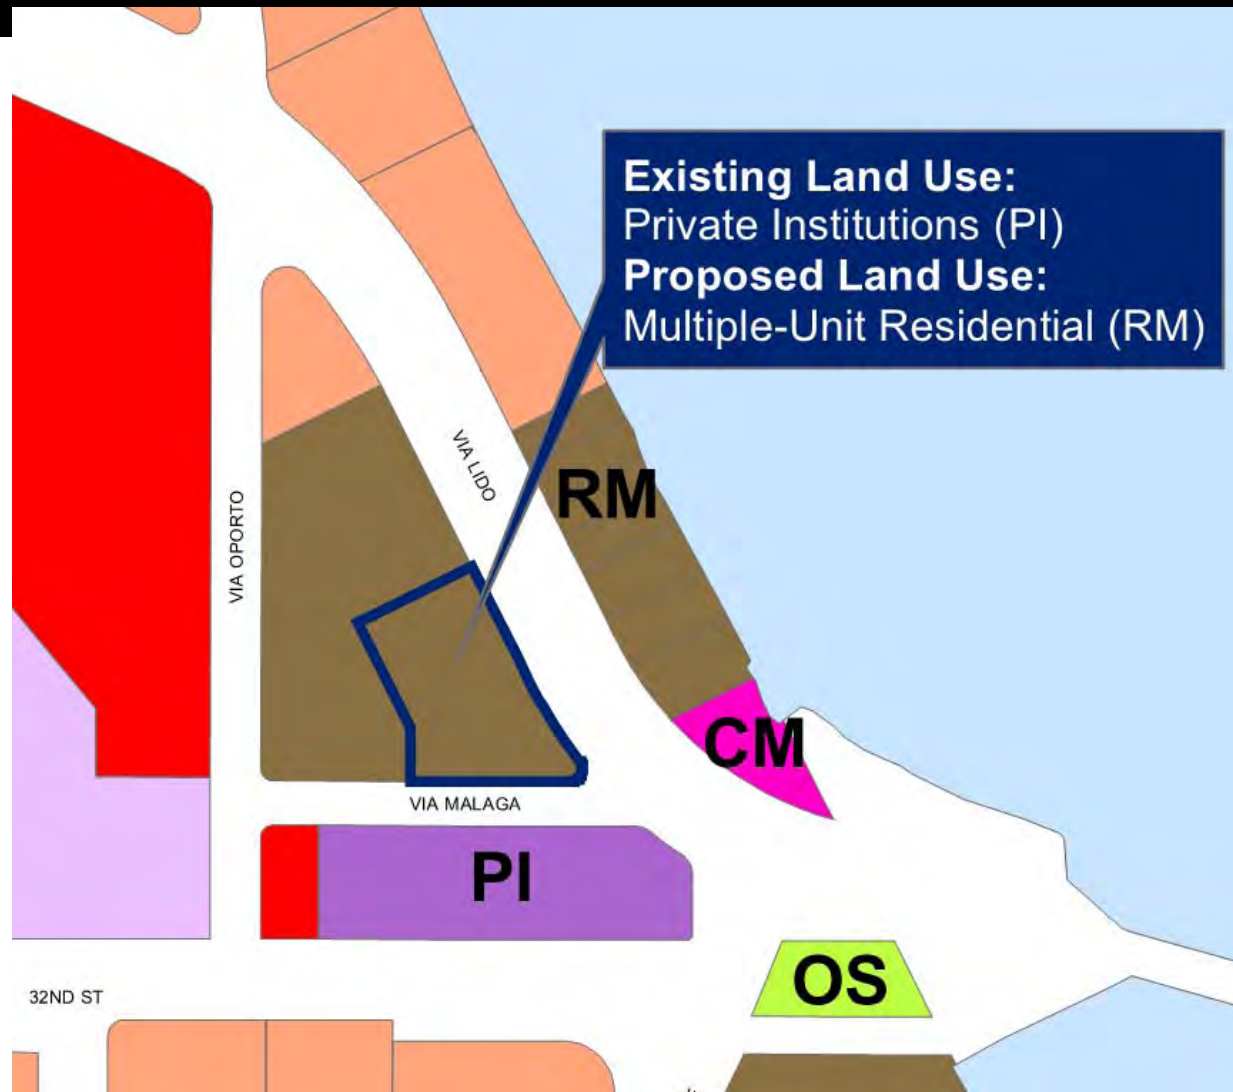 Existing Land Use:
Private Institutions (PI)
Proposed Land Use:
Multiple-Unit Residential (RM)
VIA LIDO
RM
VIA OPORTO
CM
VIA MALAGA
PI
OS
32ND ST